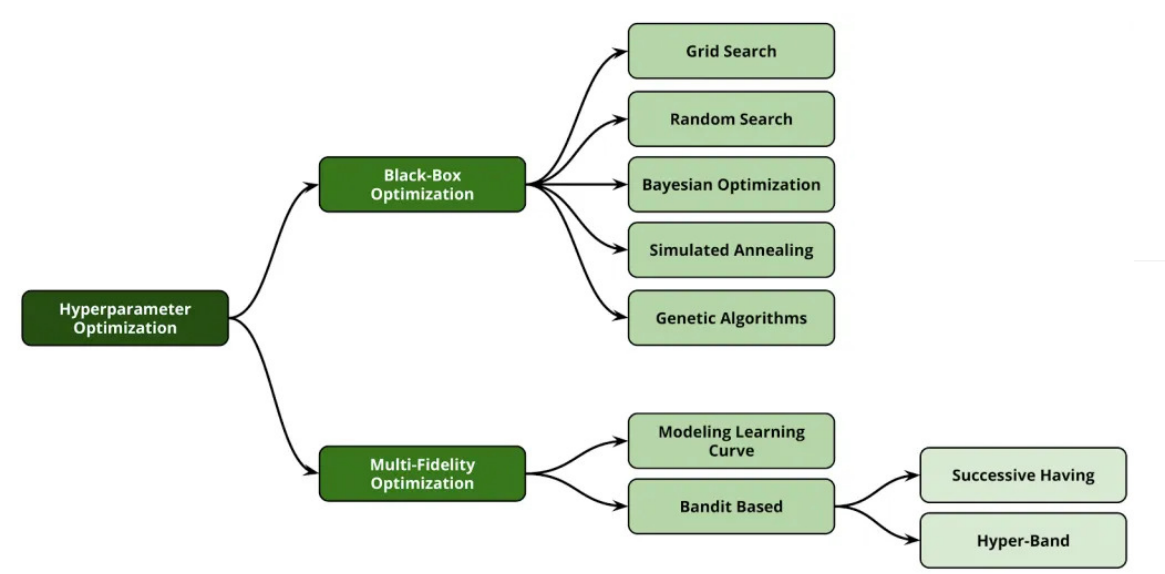 Grid Search
Random Search
Black-Box
Optimization
Bayesian Optimization
Simulated Annealing
Hyperparameter
Optimization
Genetic Algorithms
Modeling Learning
Curve
Multi-Fidelity
Optimization
Successive Having
Bandit Based
Hyper-Band